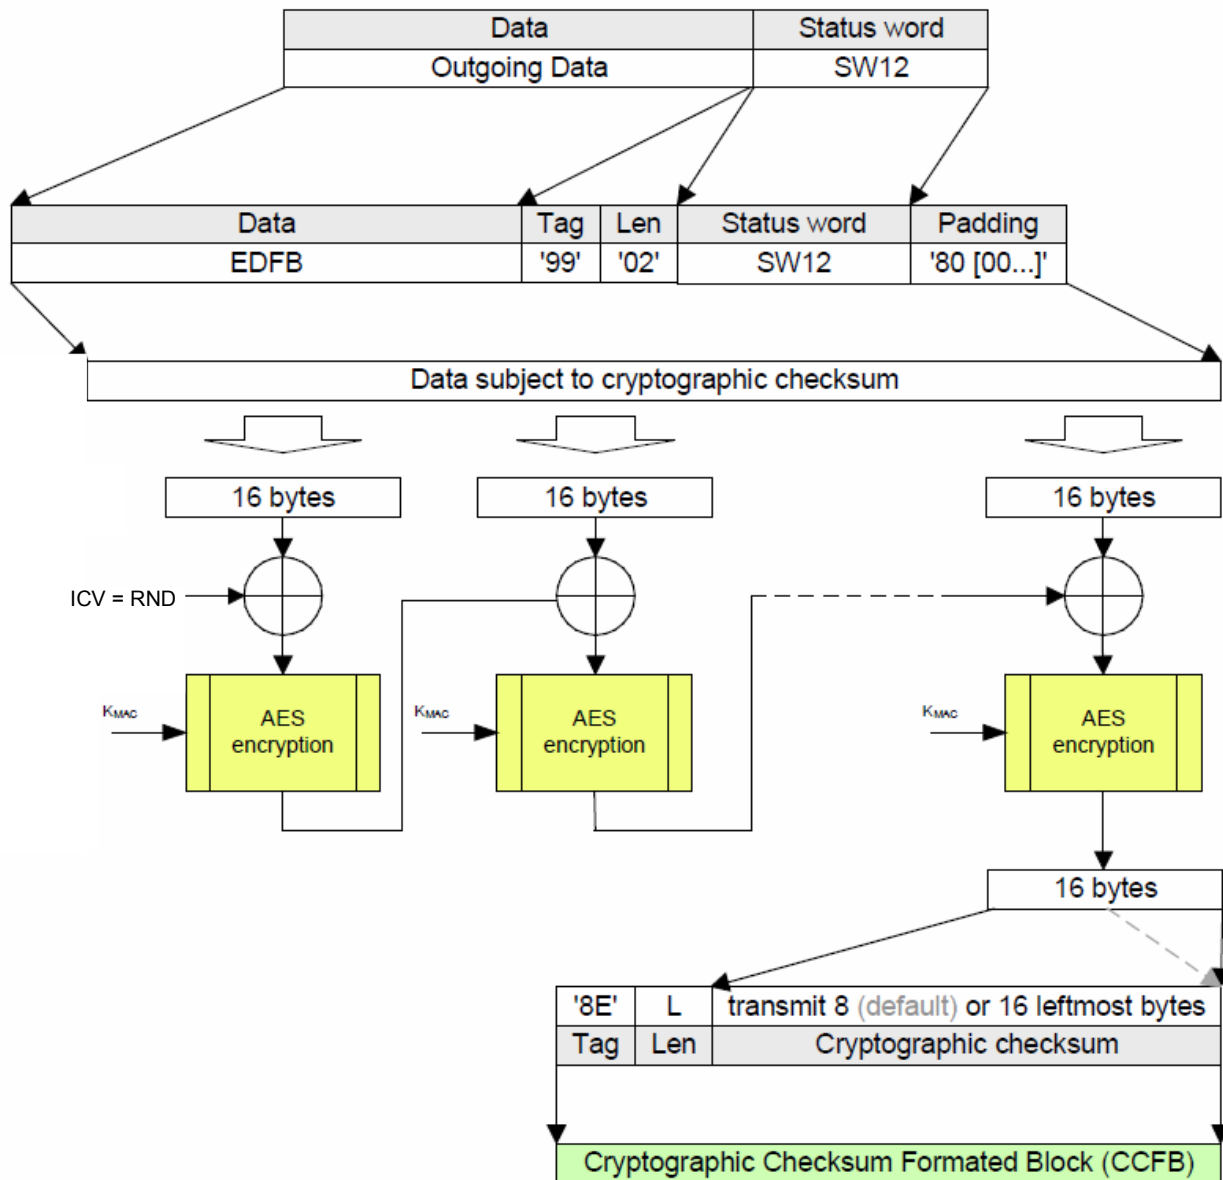 Data Status word
Outgoing Data SW12
Data Tag Len Status word Padding
EDFB '99' '02' SW12 '80 [00...]'
Data subject to cryptographic checksum
16 bytes 16 bytes 16 bytes
ICV = RND
KMAC AES encryption KMAC AES encryption KMAC AES encryption
16 bytes
'8E' L transmit 8 (default) or 16 leftmost bytes
Tag Len Cryptographic checksum
Cryptographic Checksum Formated Block (CCFB)